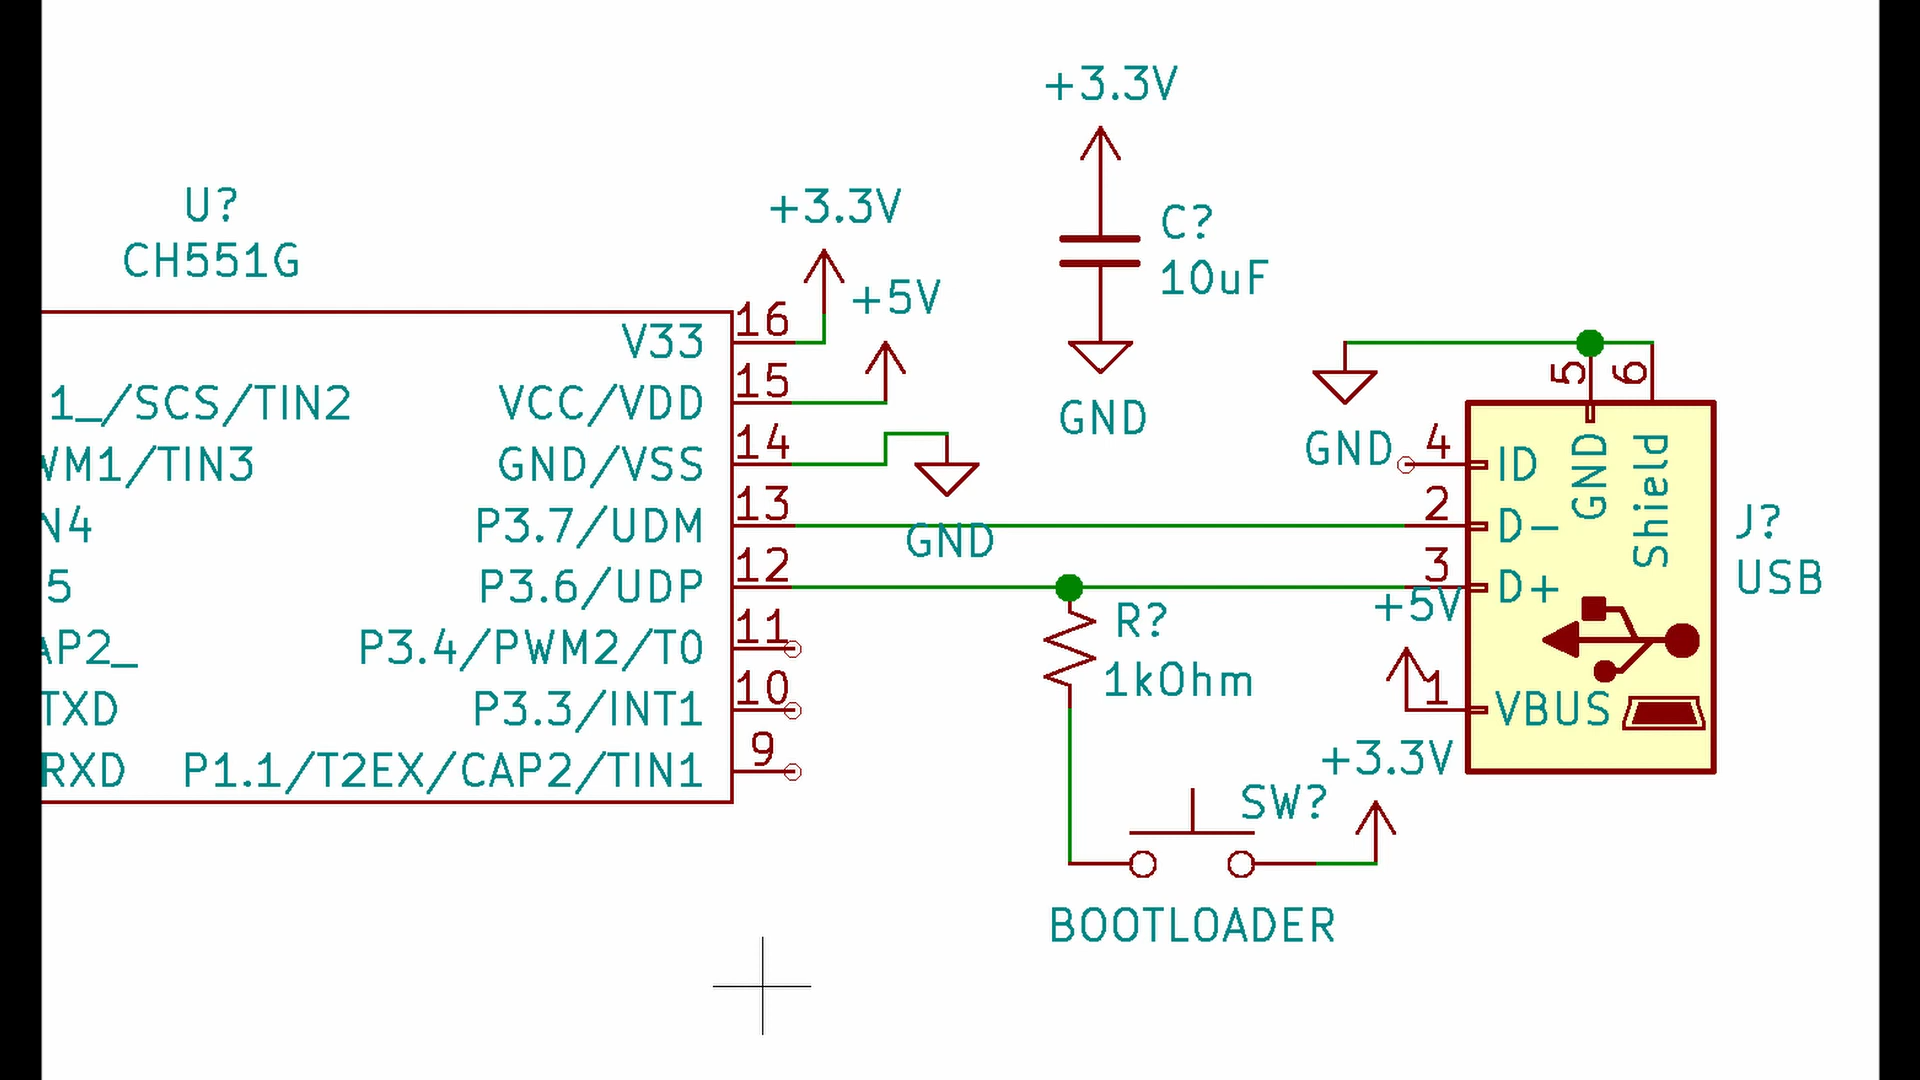 +3.3V
U?
CH551G
+3.3V
+5V
C?
10uF
GND
16
V33
15
1_/SCS/TIN2
VCC/VDD
14
GND/VSS
/TIN3
13
P3.7/UDM
N4
GND
12
P3.6/UDP
5
11
P3.4/PWM2/T0
AP2_
10
P3.3/INT1
TXD
9
P1.1/T2EX/CAP2/TIN1
RXD
R?
1kOhm
SW?
+3.3V
BOOTLOADER
GND
5
6
4
ID
GND
Shield
2
D-
3
D+
+5V
1
VBUS
J?
USB